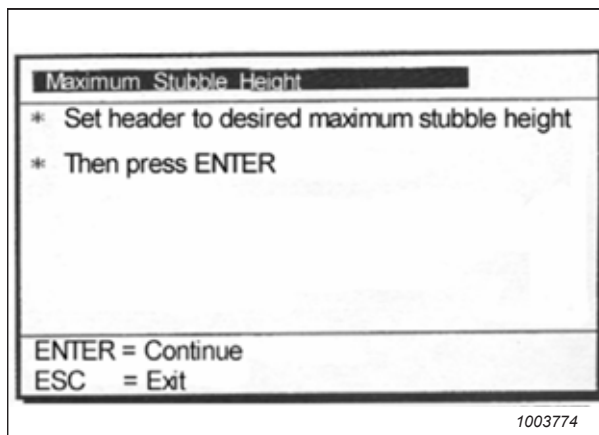 Maximum Stubble Height
* Set header to desired maximum stubble height
* Then press ENTER
ENTER = Continue
ESC = Exit
1003774